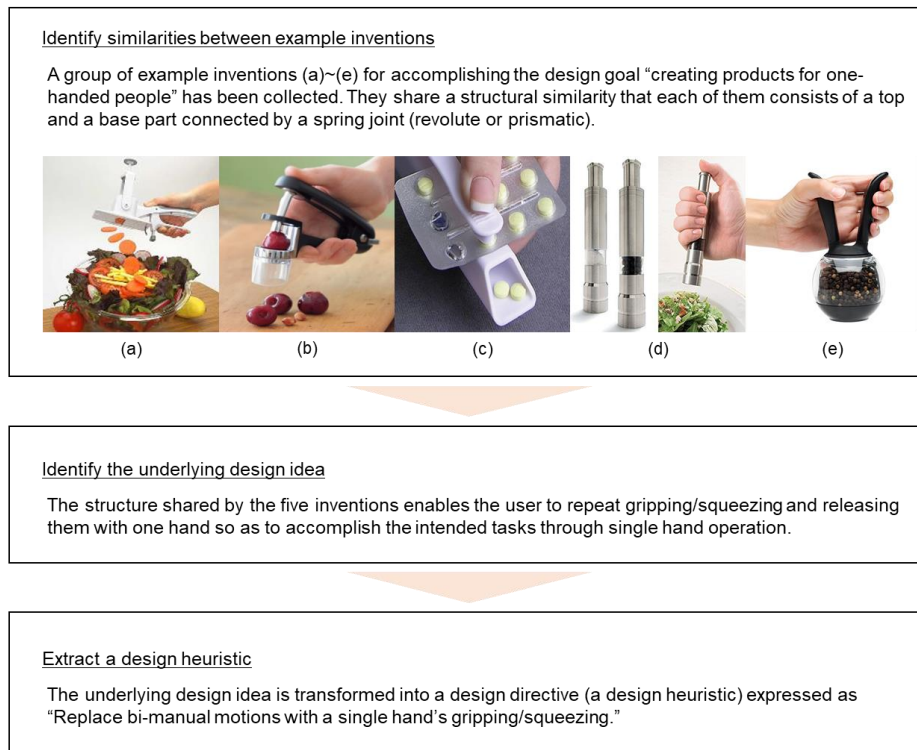 Identify similarities between example inventions
A group of example inventions (a)~(e) for accomplishing the design goal “creating products for one-
handed people” has been collected. They share a structural similarity that each of them consists of a top
and a base part connected by a spring joint (revolute or prismatic).
(a) (b) (c) (d) (e)
Identify the underlying design idea
The structure shared by the five inventions enables the user to repeat gripping/squeezing and releasing
them with one hand so as to accomplish the intended tasks through single hand operation.
Extract a design heuristic
The underlying design idea is transformed into a design directive (a design heuristic) expressed as
“Replace bi-manual motions with a single hand’s gripping/squeezing.”